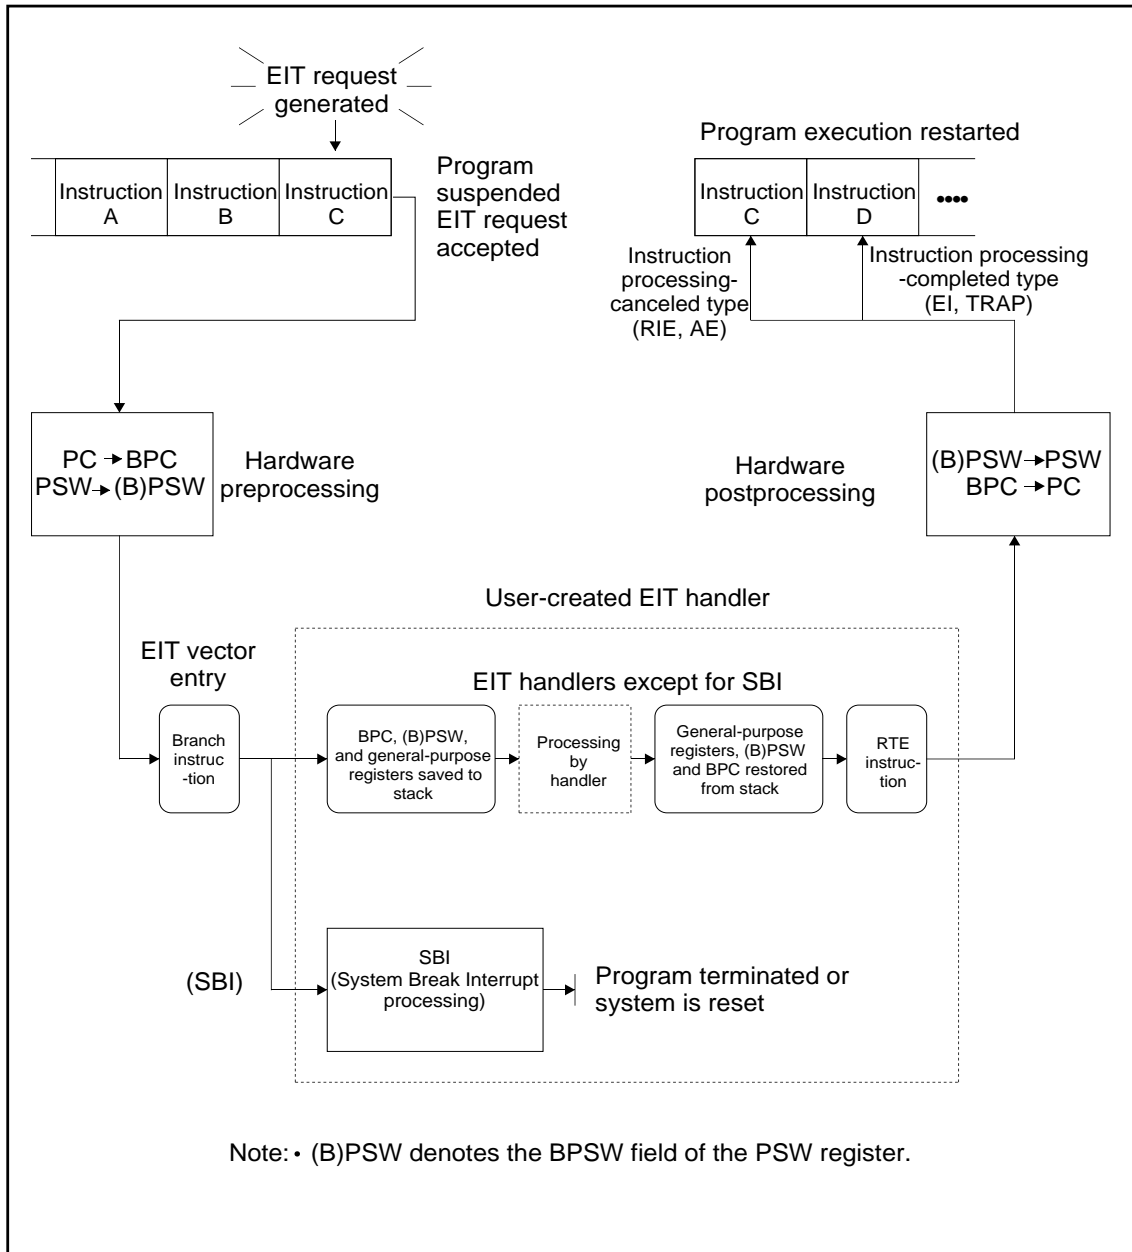 EIT request
generated
Program execution restarted
Instruction
A
Instruction
B
Instruction
C
Program
suspended
EIT request
accepted
Instruction
C
Instruction
D
••••
Instruction
processing-
canceled type
(RIE, AE)
Instruction processing
-completed type
(EI, TRAP)
PC → BPC
PSW → (B)PSW
Hardware
preprocessing
Hardware
postprocessing
(B)PSW → PSW
BPC → PC
User-created EIT handler
EIT vector
entry
EIT handlers except for SBI
Branch
instruc
-tion
BPC, (B)PSW,
and general-purpose
registers saved to
stack
Processing
by
handler
General-purpose
registers, (B)PSW
and BPC restored
from stack
RTE
instruc-
tion
(SBI)
SBI
(System Break Interrupt
processing)
Program terminated or
system is reset
Note: • (B)PSW denotes the BPSW field of the PSW register.